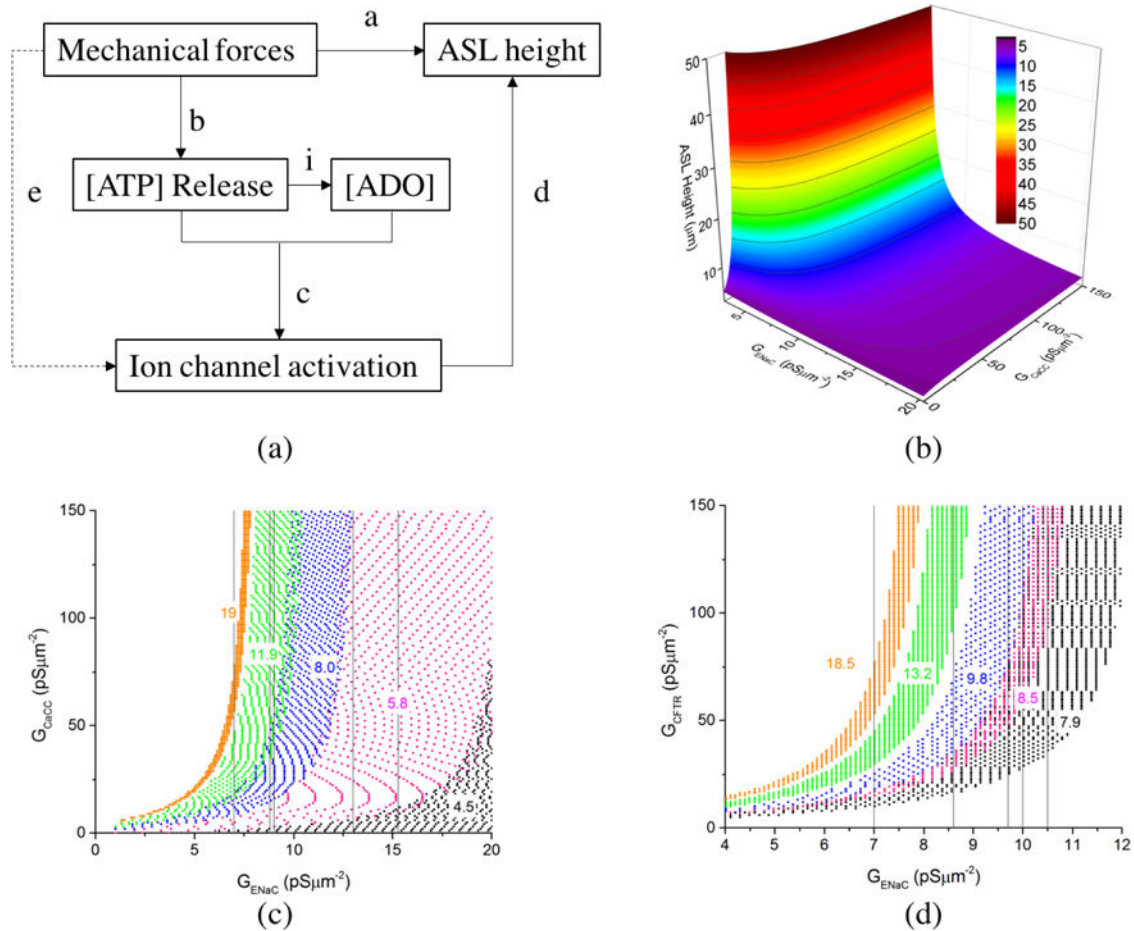 a
Mechanical forces
ASL height
b
i
[ATP] Release
[ADO]
e
d
c
Ion channel activation
(a)
50
40
30
20
10
ASL Height (μm)
5
10
15
20
G_ENaC (pSμm⁻²)
0
50
100
150
G_CaCC (pSμm⁻²)
5
10
15
20
25
30
35
40
45
50
(b)
150
100
50
0
G_CaCC (pSμm⁻²)
19
11.9
8.0
5.8
4.5
0 5 10 15 20
G_ENaC (pSμm⁻²)
(c)
150
100
50
0
G_CFTR (pSμm⁻²)
18.5
13.2
9.8
8.5
7.9
4 5 6 7 8 9 10 11 12
G_ENaC (pSμm⁻²)
(d)